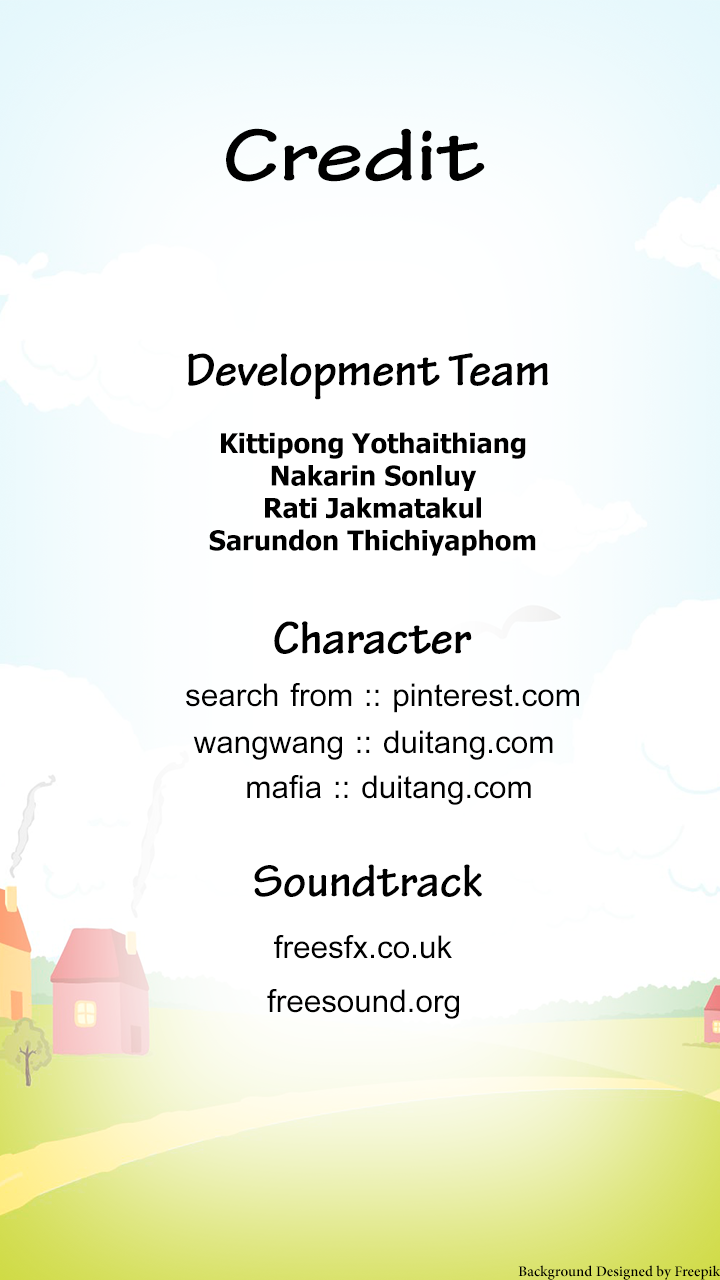 Credit
Development Team
Kittipong Yothaithiang
Nakarin Sonluy
Rati Jakmatakul
Sarundon Thichiyaphom
Character
search from :: pinterest.com
wangwang :: duitang.com
mafia :: duitang.com
Soundtrack
freesfx.co.uk
freesound.org
Background Designed by Freepik